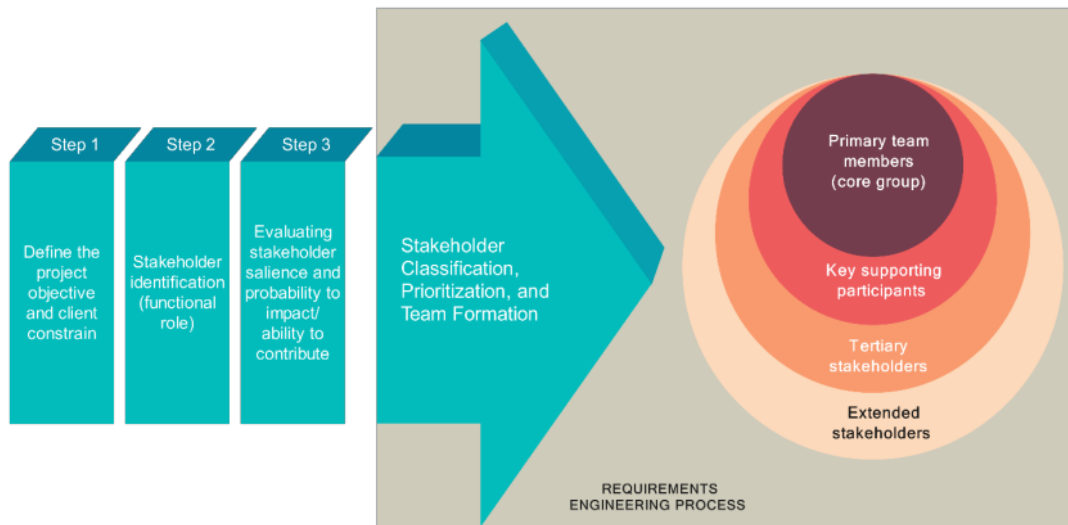 Step 1
Define the
project
objective
and client
constrain
Step 2
Stakeholder
identification
(functional
role)
Step 3
Evaluating
stakeholder
salience and
probability to
impact/
ability to
contribute
Stakeholder
Classification,
Prioritization, and
Team Formation
Primary team
members
(core group)
Key supporting
participants
Tertiary
stakeholders
Extended
stakeholders
REQUIREMENTS
ENGINEERING PROCESS